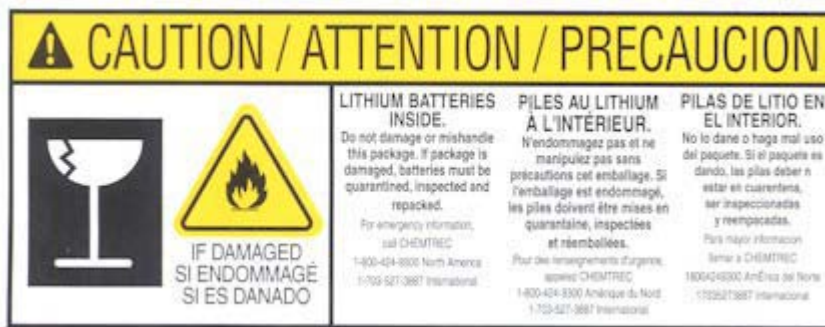 CAUTION / ATTENTION / PRECAUCION
IF DAMAGED
SI ENDOMMAGÉ
SI ES DANADO
LITHIUM BATTERIES
INSIDE.
Do not damage or mishandle
this package. If package is
damaged, batteries must be
quarantined, inspected and
repacked.
For emergency information,
call CHEMTREC
1-800-424-9300 North America
1-703-527-3887 International
PILES AU LITHIUM
À L'INTÉRIEUR.
N'endommagez pas et ne
manipulez pas sans
précautions cet emballage. Si
l'emballage est endommagé,
les piles doivent être mises en
quarantaine, inspectées
et réemballées.
Pour des renseignements d'urgence,
appelez CHEMTREC
1-800-424-9300 Amérique du Nord
1-703-527-3887 International
PILAS DE LITIO EN
EL INTERIOR.
No lo dane o haga mal uso
del paquete. Si el paquete es
dando, las pilas deber n
estar en cuarentena,
ser inspeccionadas
y reempacadas.
Para mayor informacion
llamar a CHEMTREC
18004249300 AmÉrica del Norte
17035273887 Internacional